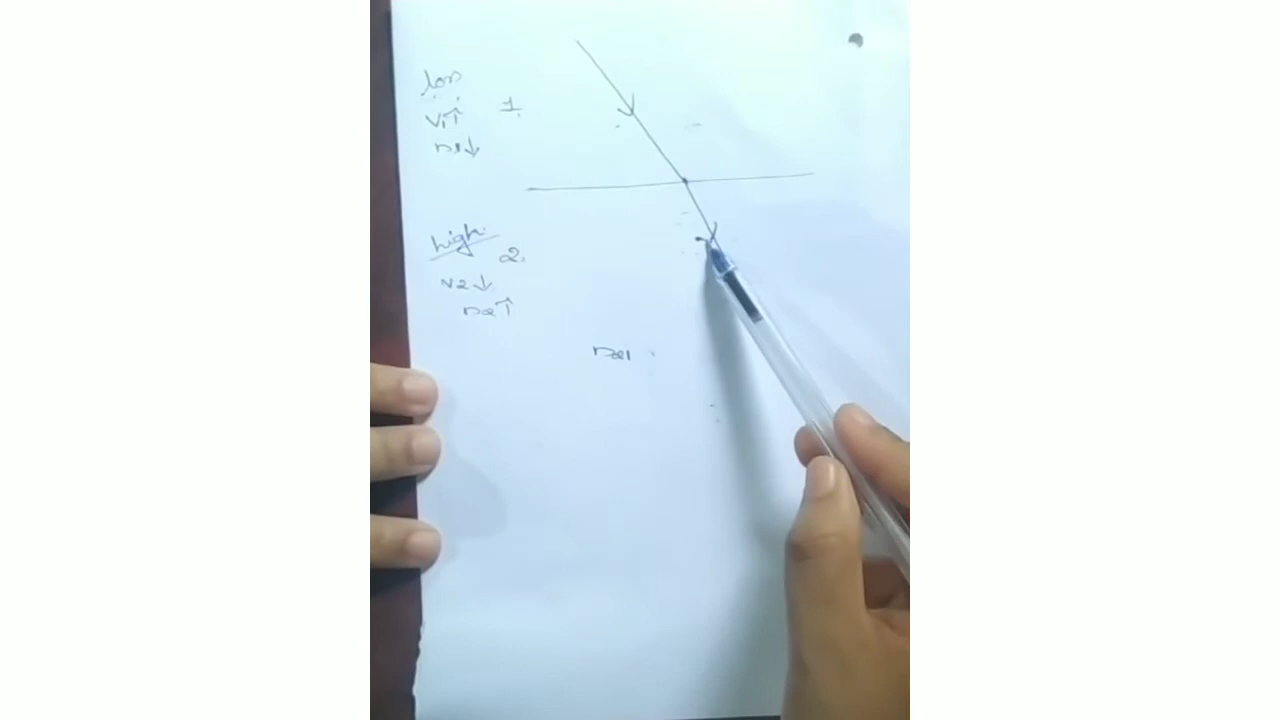 low
V1↑ 1.
n1↓
high
2.
V2↓
n2↑
n21